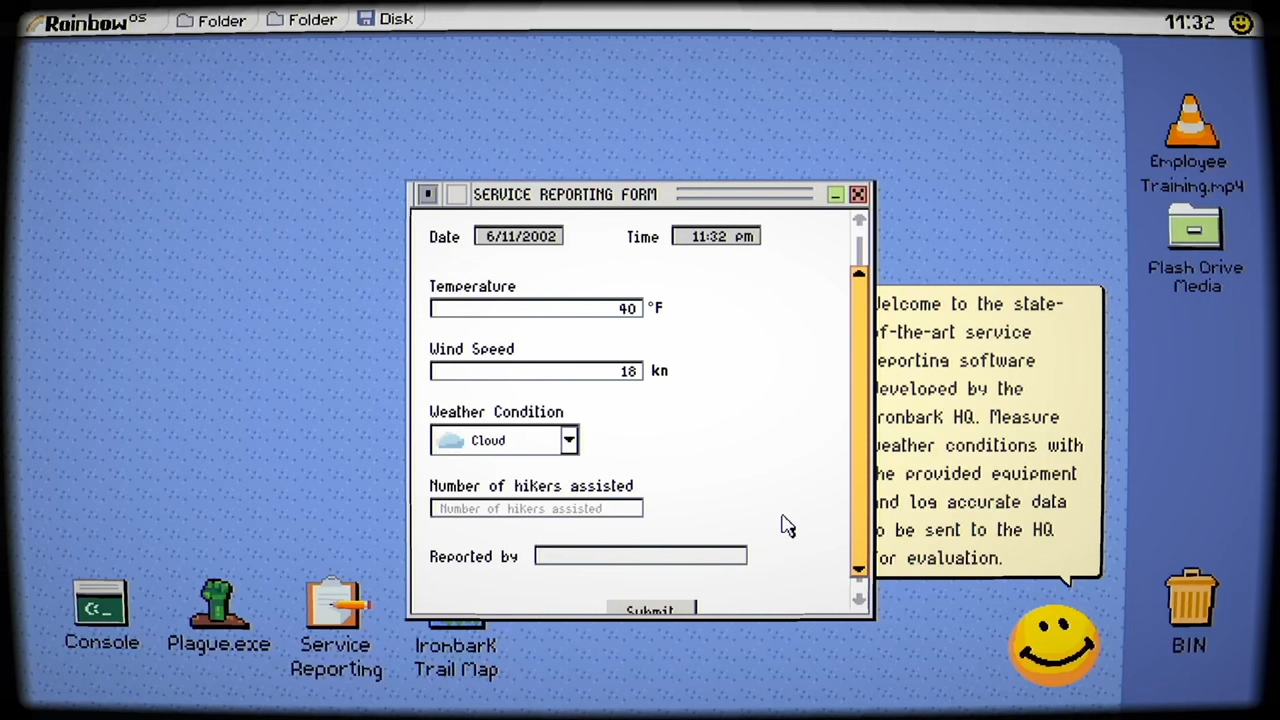 RainbowOS
Folder
Folder
Disk
11:32
Employee
Training.mp4
Flash Drive
Media
SERVICE REPORTING FORM
Date 6/11/2002 Time 11:32 pm
Temperature
40 °F
Wind Speed
18 kn
Weather Condition
Cloud
Number of hikers assisted
Number of hikers assisted
Reported by
Submit
elcome to the state-
f-the-art service
eporting software
eveloped by the
ronbark HQ. Measure
eather conditions with
he provided equipment
nd log accurate data
o be sent to the HQ
or evaluation.
Console
Plague.exe
Service
Reporting
Ironbark
Trail Map
BIN